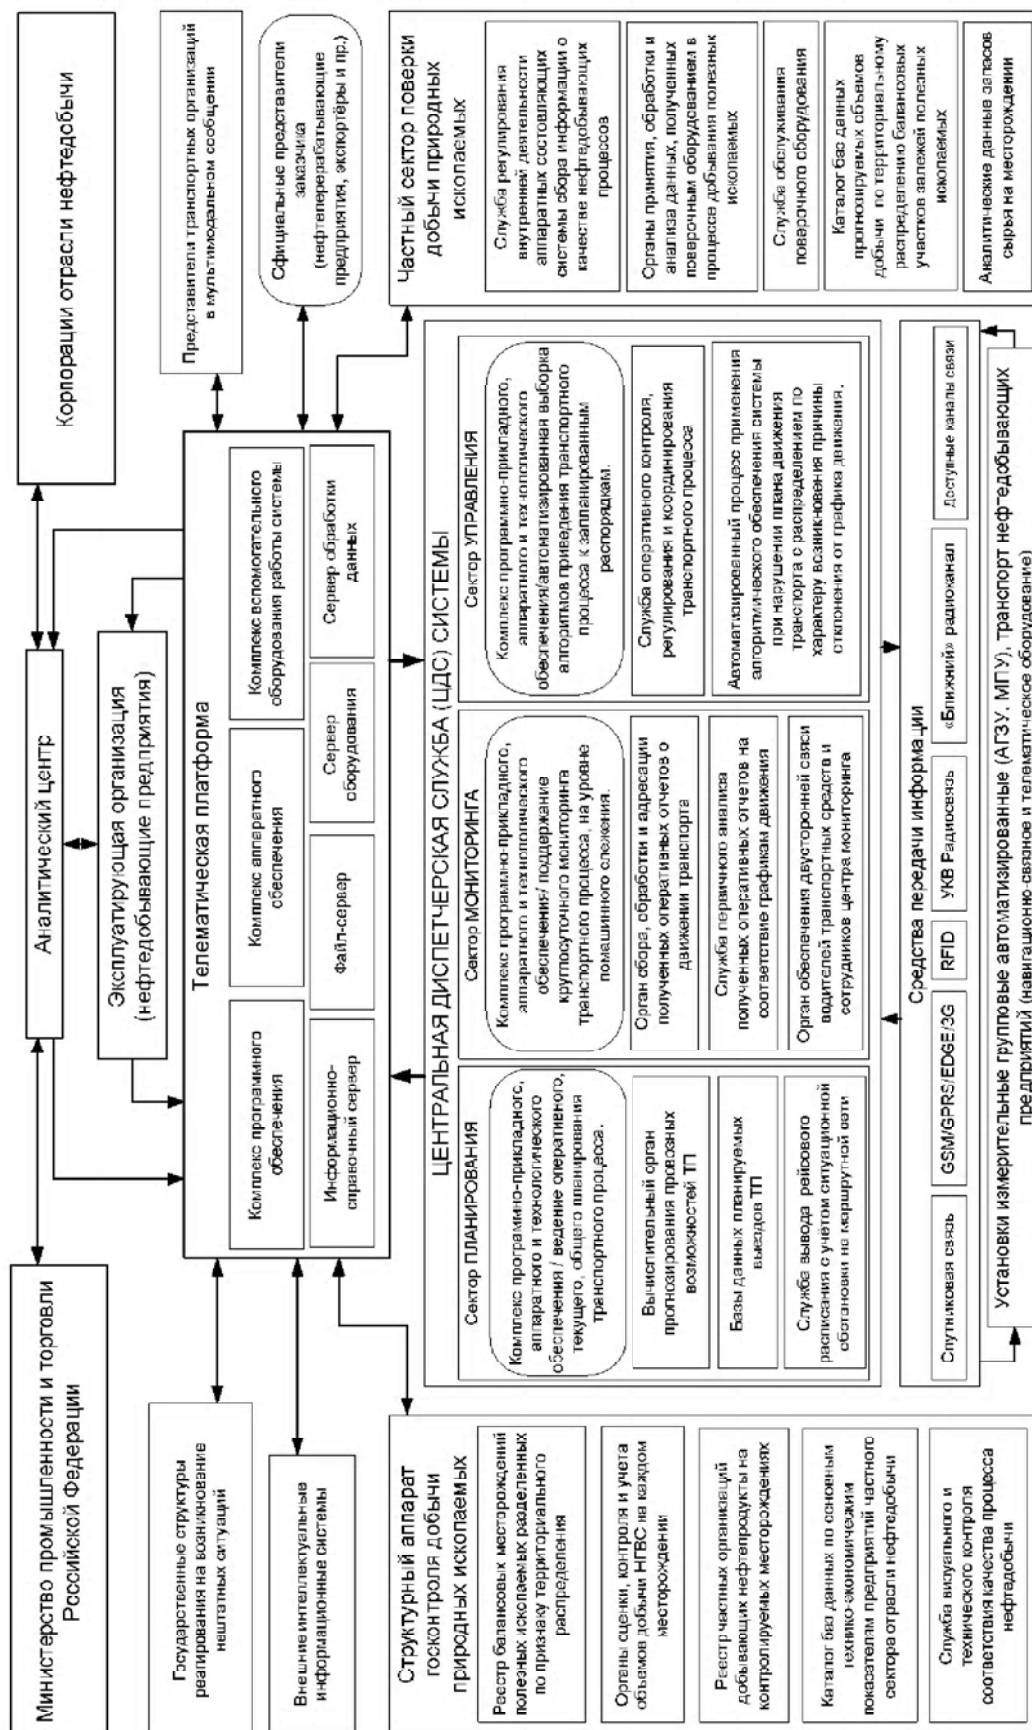 Министерство промышленности и торговли
Российской Федерации
Аналитический центр
Корпорации отрасли нефтедобычи
Эксплуатирующая организация
(нефтедобывающие предприятия)
Государственные структуры
реагирования на возникновение
нештатных ситуаций
Внешние интеллектуальные
информационные системы
Телематическая платформа
Комплекс программного
обеспечения
Комплекс аппаратного
обеспечения
Комплекс вспомогательного
оборудования работы системы
Информационно-
справочный сервер
Файл-сервер
Сервер
оборудования
Сервер обработки
данных
Представители транспортных организаций
в мультимодальном сообщении
Официальные представители
заказчика
(нефтеперерабатывающие
предприятия, экспортёры и пр.)
Структурный аппарат
госконтроля добычи
природных ископаемых
Реестр балансовых месторождений
полезных ископаемых разделенных
по признаку территориального
распределения
Органы оценки, контроля и учета
объемов добычи НГВС на каждом
месторождении
Реестр частных организаций
добывающих нефтепродукты на
контролируемых месторождениях
Каталог баз данных по основным
технико-экономическим
показателям предприятий частного
сектора отрасли нефтедобычи
Служба визуального и
технического контроля
соответствия качества процесса
нефтедобычи
ЦЕНТРАЛЬНАЯ ДИСПЕТЧЕРСКАЯ СЛУЖБА (ЦДС) СИСТЕМЫ
Сектор ПЛАНИРОВАНИЯ
Комплекс программно-прикладного,
аппаратного и технологического
обеспечения / ведение оперативного,
текущего, общего планирования
транспортного процесса.
Вычислительный орган
прогнозирования провозных
возможностей ТП
Базы данных планируемых
выездов ТП
Служба вывода рейсового
расписания с учётом ситуационной
обстановки на маршрутной сети
Сектор МОНИТОРИНГА
Комплекс программно-прикладного,
аппаратного и технологического
обеспечения/ поддержание
круглосуточного мониторинга
транспортного процесса, на уровне
помашинного слежения.
Орган сбора, обработки и адресации
полученных оперативных отчетов о
движении транспорта
Служба первичного анализа
полученных оперативных отчетов на
соответствие графикам движения
Орган обеспечения двусторонней связи
водителей транспортных средств и
сотрудников центра мониторинга
Сектор УПРАВЛЕНИЯ
Комплекс программно-прикладного,
аппаратного и технологического
обеспечения/автоматизированная выборка
алгоритмов приведения транспортного
процесса к запланированным
распорядкам.
Служба оперативного контроля,
регулирования и координирования
транспортного процесса
Автоматизированный процесс применения
алгоритмического обеспечения системы
при нарушении плана движения
транспорта с распределением по
характеру возникновения причины
отклонения от графика движения.
Частный сектор поверки
добычи природных
ископаемых
Служба регулирования
внутренней деятельности
аппаратных состовляющих
системы сбора информации о
качестве нефтедобывающих
процессов
Органы принятия, обработки и
анализа данных, полученных
поверочным оборудованием в
процессе добывания полезных
ископаемых
Служба обслуживания
поверочного оборудования
Каталог баз данных
прогнозируемых объемов
добычи по территориальному
распределению балансовых
участков залежей полезных
ископаемых
Аналитические данные запасов
сырья на месторождении
Средства передачи информации
Спутниковая связь
GSM/GPRS/EDGE/3G
RFID
УКВ Радиосвязь
«Ближний» радиоканал
Доступные каналы связи
Установки измерительные групповые автоматизированные (АГЗУ, МПУ), транспорт нефтедобывающих
предприятий (навигационно-связное и телематическое оборудование)